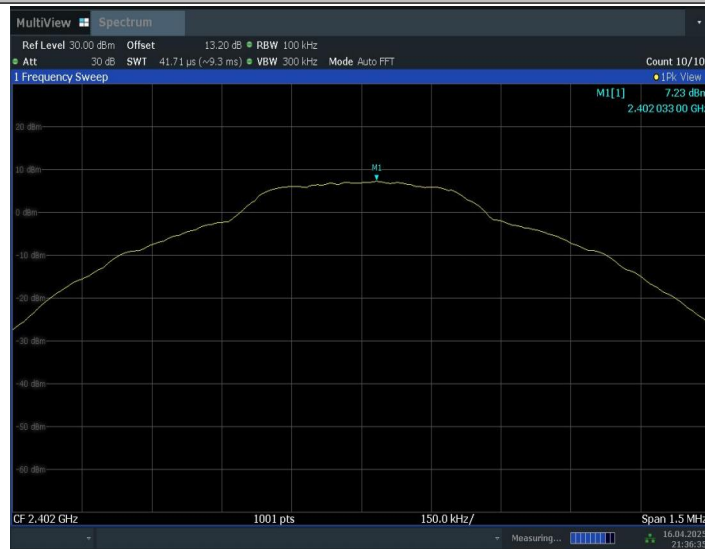 MultiView Spectrum
Ref Level 30.00 dBm Offset 13.20 dB RBW 100 kHz
Att 30 dB SWT 41.71 µs (~9.3 ms) VBW 300 kHz Mode Auto FFT Count 10/10
1 Frequency Sweep 1Pk View
M1[1] 7.23 dBm
2.402 033 00 GHz
20 dBm
10 dBm
M1
0 dBm
-10 dBm
-20 dBm
-30 dBm
-40 dBm
-50 dBm
-60 dBm
CF 2.402 GHz 1001 pts 150.0 kHz/ Span 1.5 MHz
Measuring... 16.04.2025
21:36:35